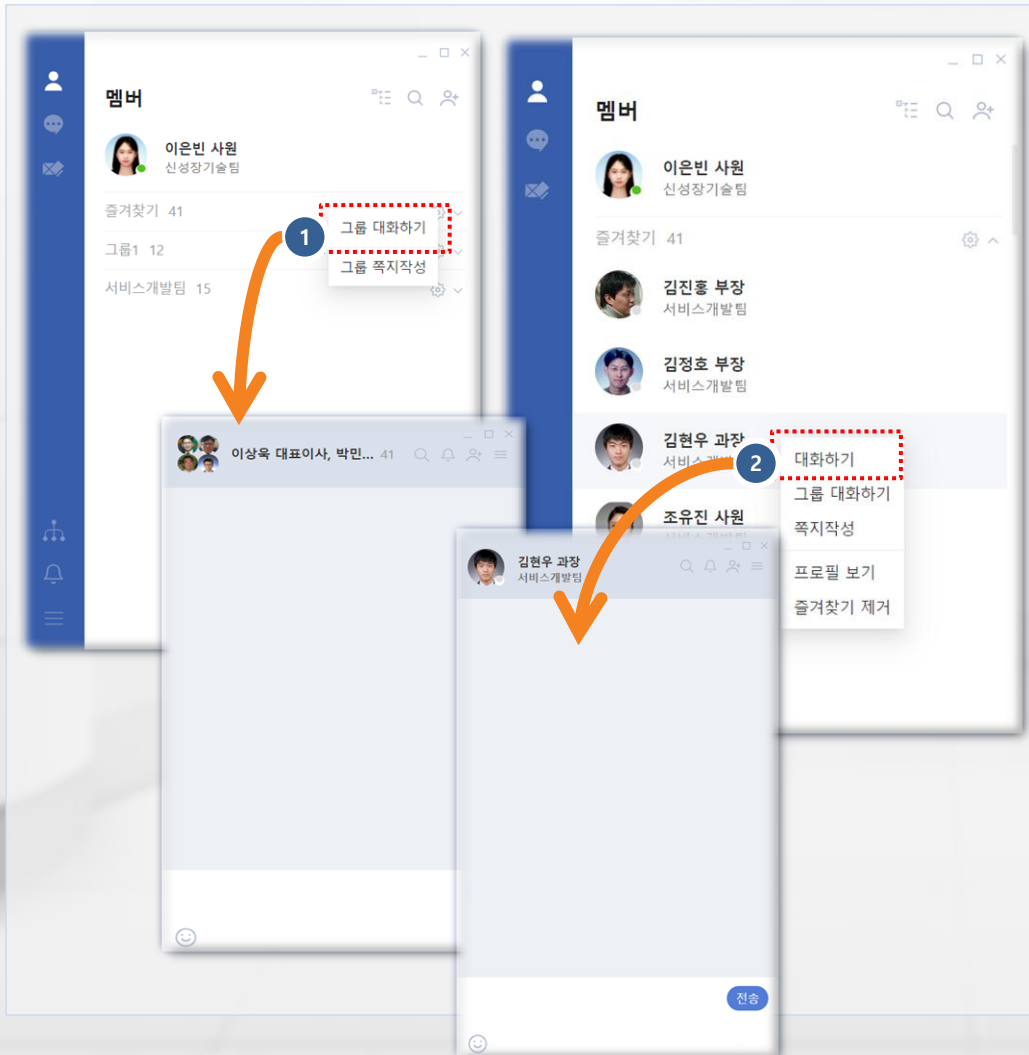 멤버
이은빈 사원
신성장기술팀
즐겨찾기 41
그룹1 12
서비스개발팀 15
1
그룹 대화하기
그룹 쪽지작성
이상욱 대표이사, 박민... 41
멤버
이은빈 사원
신성장기술팀
즐겨찾기 41
김진홍 부장
서비스개발팀
김정호 부장
서비스개발팀
김현우 과장
2
대화하기
그룹 대화하기
쪽지작성
프로필 보기
즐겨찾기 제거
조유진 사원
김현우 과장
서비스개발팀
전송